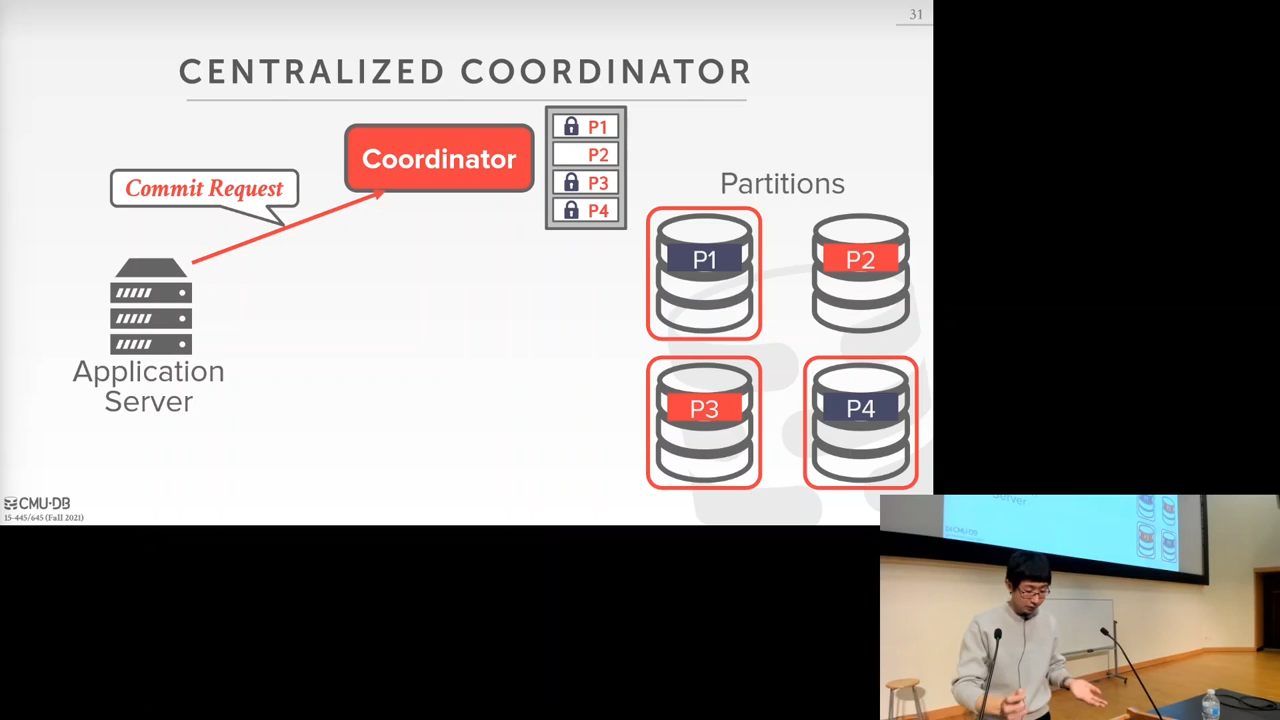 31
CENTRALIZED COORDINATOR
Coordinator
P1
P2
P3
P4
Commit Request
Partitions
P1
P2
P3
P4
Application
Server
CMU·DB
15-445/645 (Fall 2021)